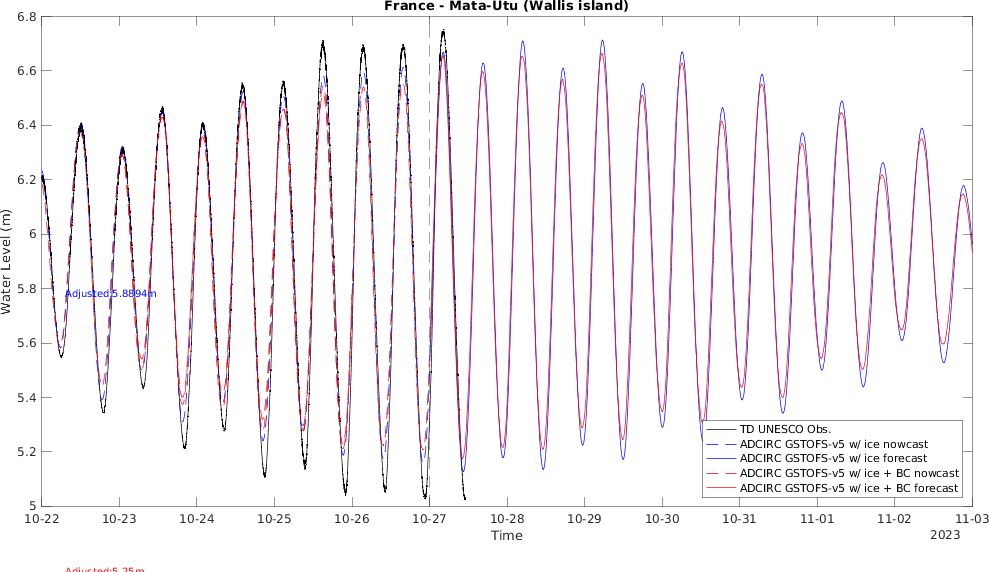 France - Mata-Utu (Wallis island)
6.8
6.6
6.4
6.2
6
5.8
5.6
5.4
5.2
5
Water Level (m)
Adjusted:5.8894m
TD UNESCO Obs.
ADCIRC GSTOFS-v5 w/ ice nowcast
ADCIRC GSTOFS-v5 w/ ice forecast
ADCIRC GSTOFS-v5 w/ ice + BC nowcast
ADCIRC GSTOFS-v5 w/ ice + BC forecast
10-22 10-23 10-24 10-25 10-26 10-27 10-28 10-29 10-30 10-31 11-01 11-02 11-03
Time
2023
Adjusted:5.25m